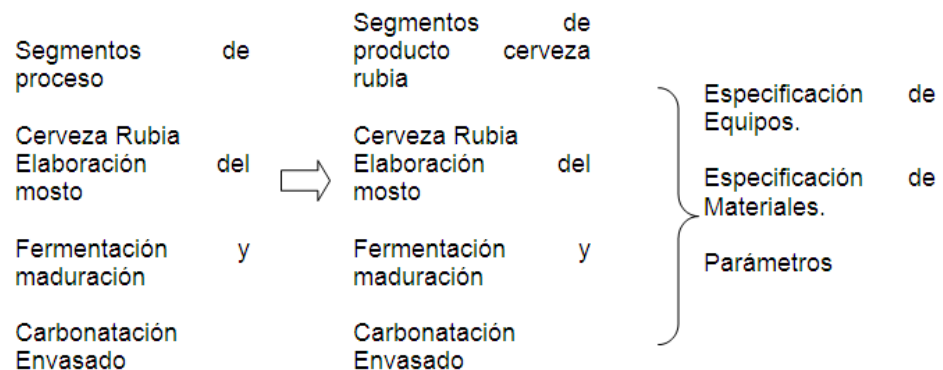 Segmentos de
proceso
Cerveza Rubia
Elaboración del
mosto
Fermentación y
maduración
Carbonatación
Envasado
Segmentos de
producto cerveza
rubia
Cerveza Rubia
Elaboración del
mosto
Fermentación y
maduración
Carbonatación
Envasado
Especificación de
Equipos.
Especificación de
Materiales.
Parámetros